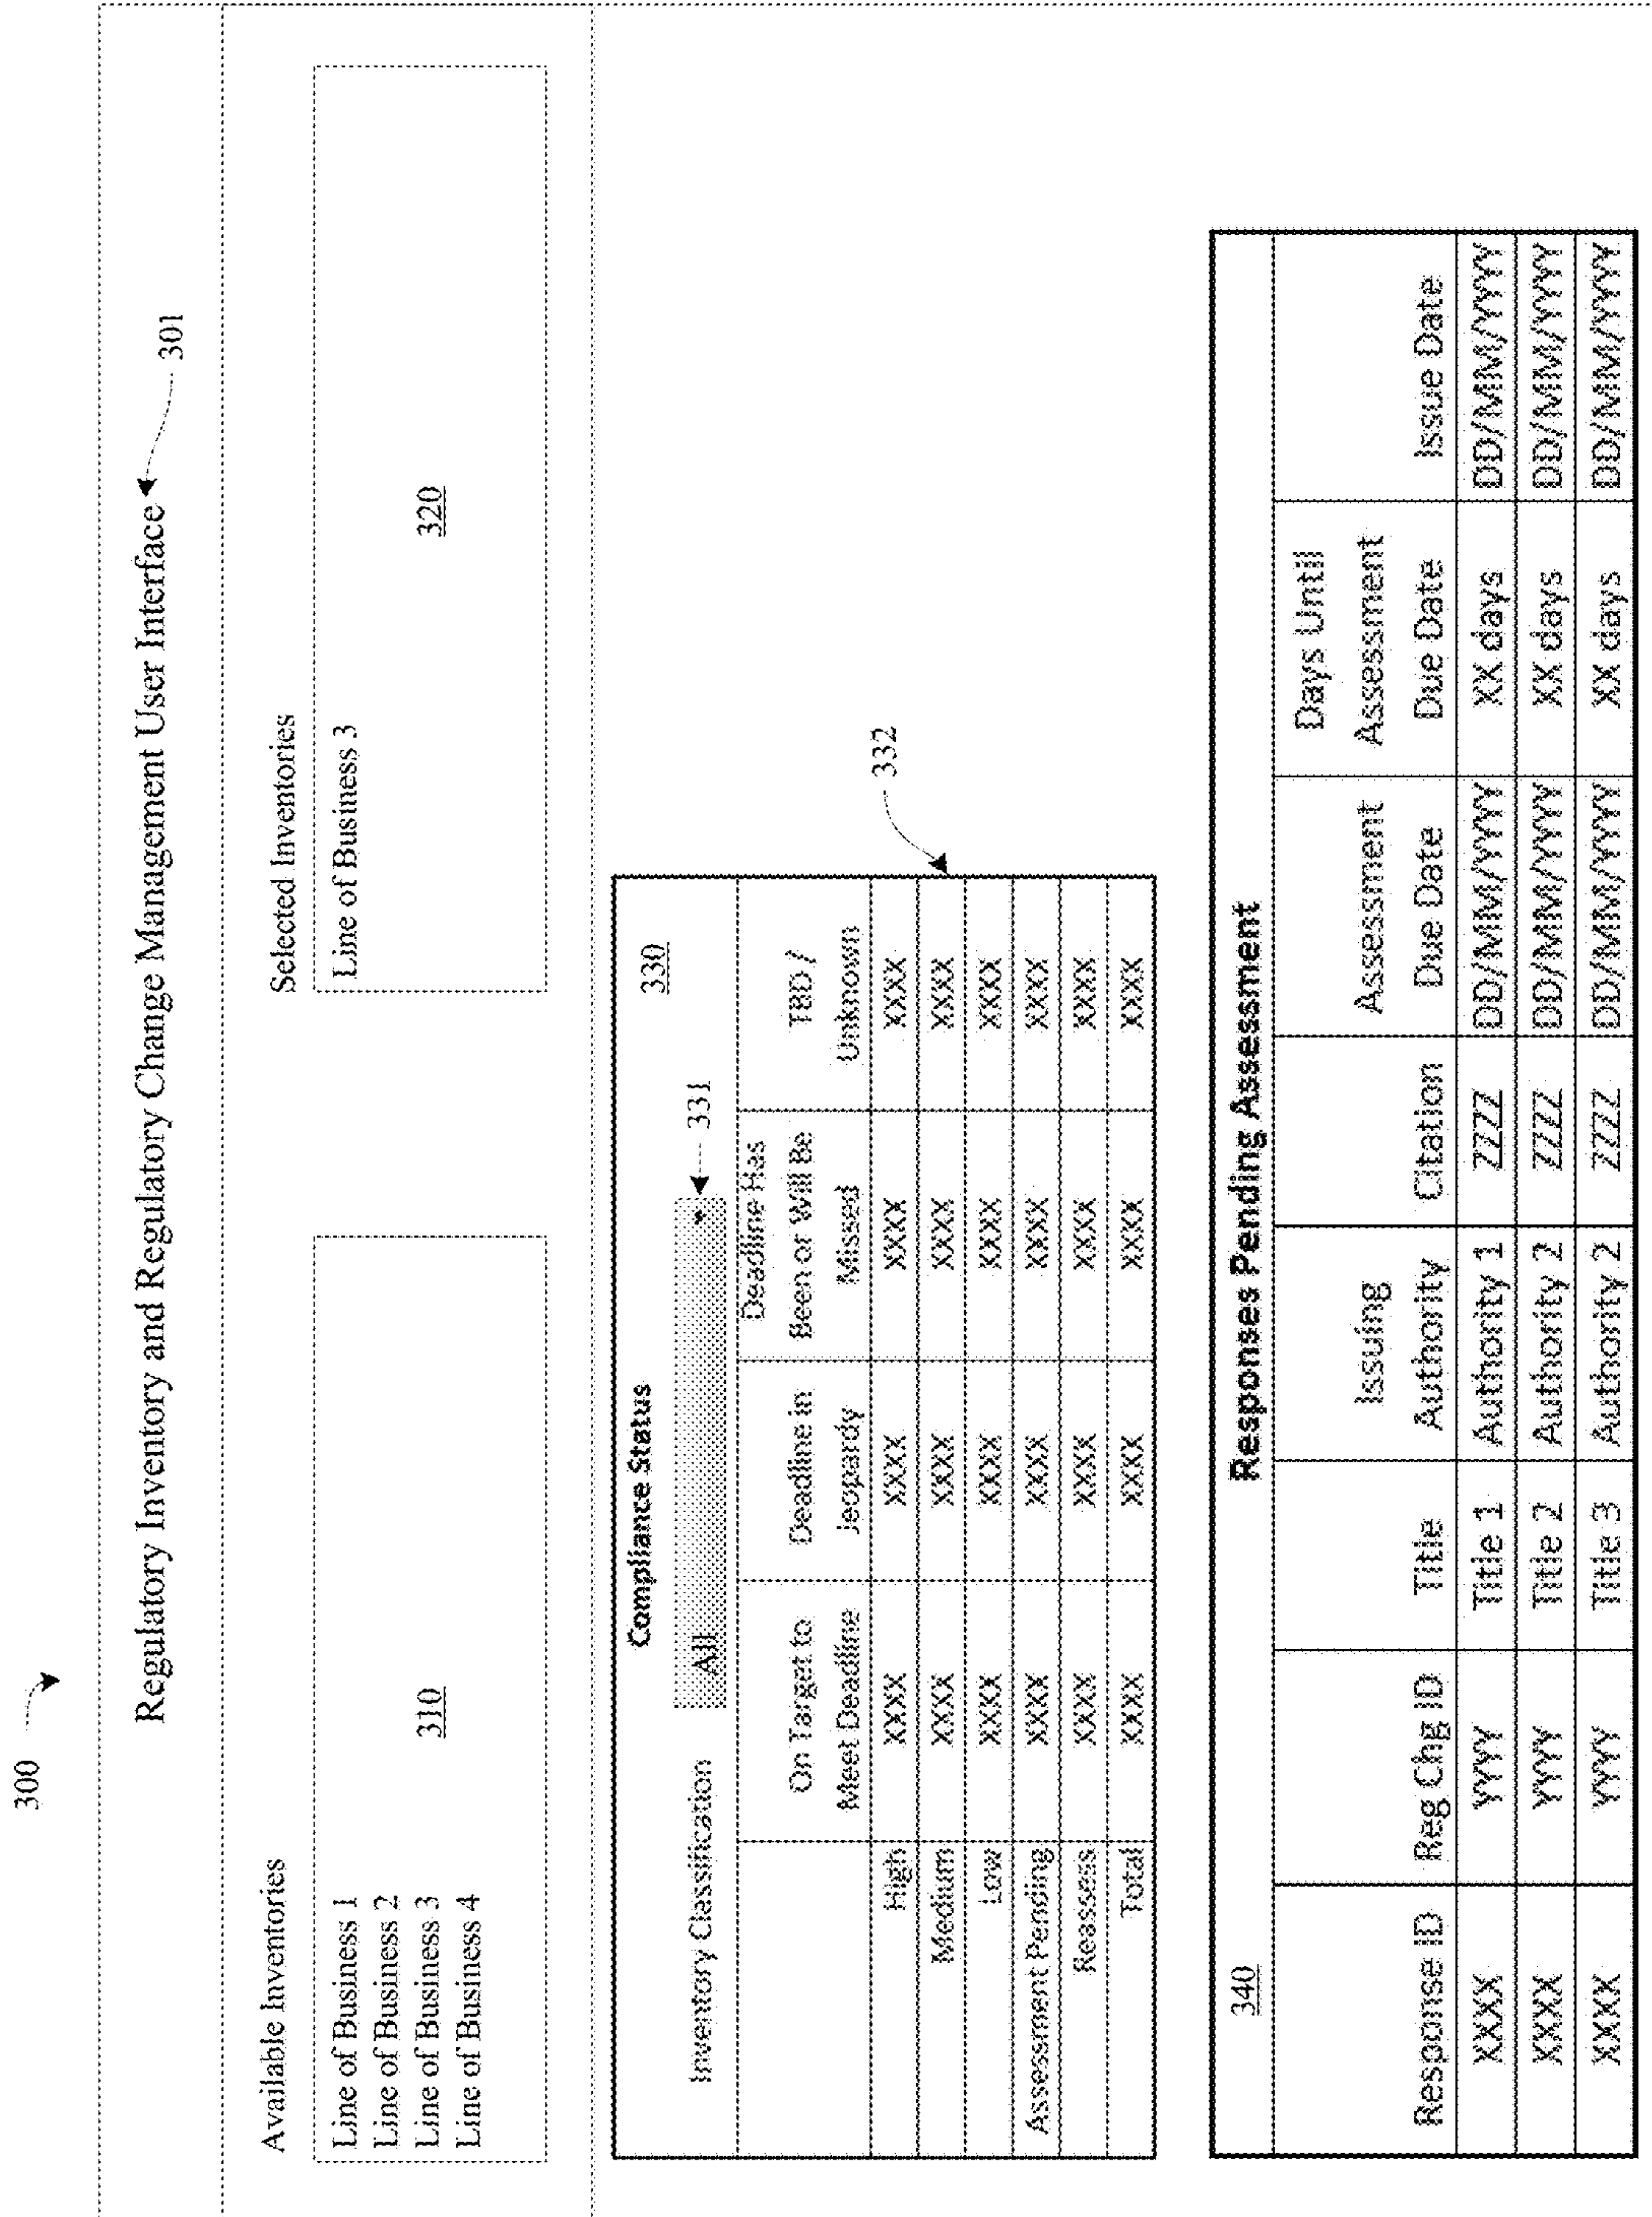 300
Regulatory Inventory and Regulatory Change Management User Interface
301
Available Inventories
Selected Inventories
Line of Business 1
Line of Business 2
Line of Business 3
Line of Business 4
310
Line of Business 3
320
Compliance Status
330
Inventory Classification
All
331
On Target to Meet Deadline
Deadline in Jeopardy
Deadline Has Been or Will Be Missed
TBD / Unknown
High XXXX XXXX XXXX XXXX
Medium XXXX XXXX XXXX XXXX
Low XXXX XXXX XXXX XXXX
Assessment Pending XXXX XXXX XXXX XXXX
Reassess XXXX XXXX XXXX XXXX
Total XXXX XXXX XXXX XXXX
332
340
Responses Pending Assessment
Response ID
Reg Chg ID
Title
Issuing Authority
Citation
Assessment Due Date
Days Until Assessment Due Date
Issue Date
XXXX YYYY Title 1 Authority 1 ZZZZ DD/MM/YYYY XX days DD/MM/YYYY
XXXX YYYY Title 2 Authority 2 ZZZZ DD/MM/YYYY XX days DD/MM/YYYY
XXXX YYYY Title 3 Authority 2 ZZZZ DD/MM/YYYY XX days DD/MM/YYYY